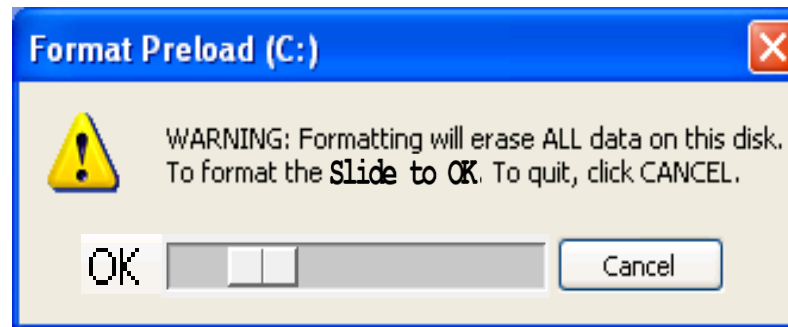 Format Preload (C:)
WARNING: Formatting will erase ALL data on this disk.
To format the Slide to OK. To quit, click CANCEL.
OK Cancel